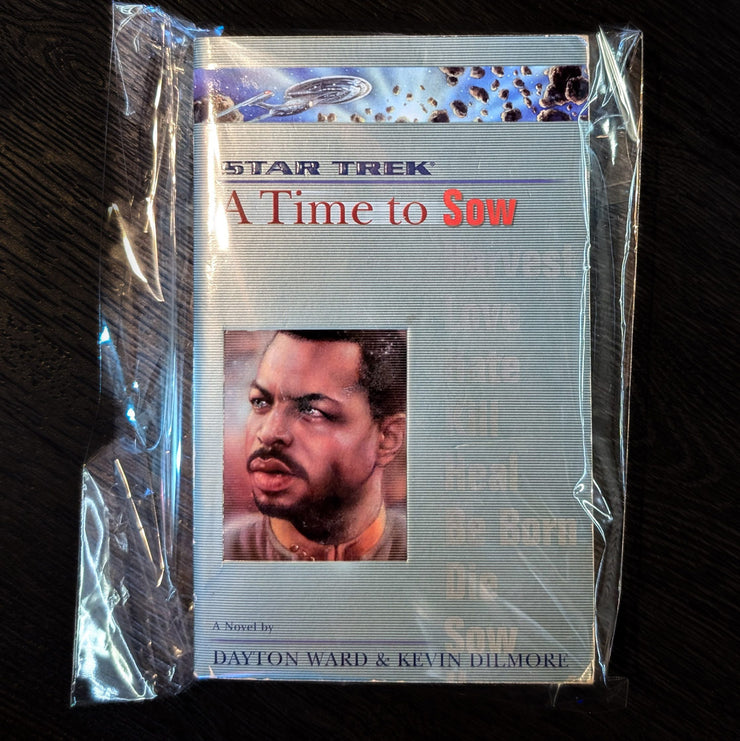 STAR TREK®
A Time to Sow
Harvest
Love
Hate
Kill
Heal
Be Born
Die
Sow
A Novel by
DAYTON WARD & KEVIN DILMORE